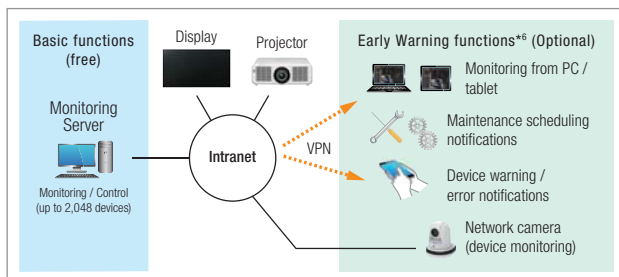 Basic functions
(free)
Monitoring
Server
Monitoring / Control
(up to 2,048 devices)
Display
Projector
Intranet
VPN
Early Warning functions*6 (Optional)
Monitoring from PC /
tablet
Maintenance scheduling
notifications
Device warning /
error notifications
Network camera
(device monitoring)